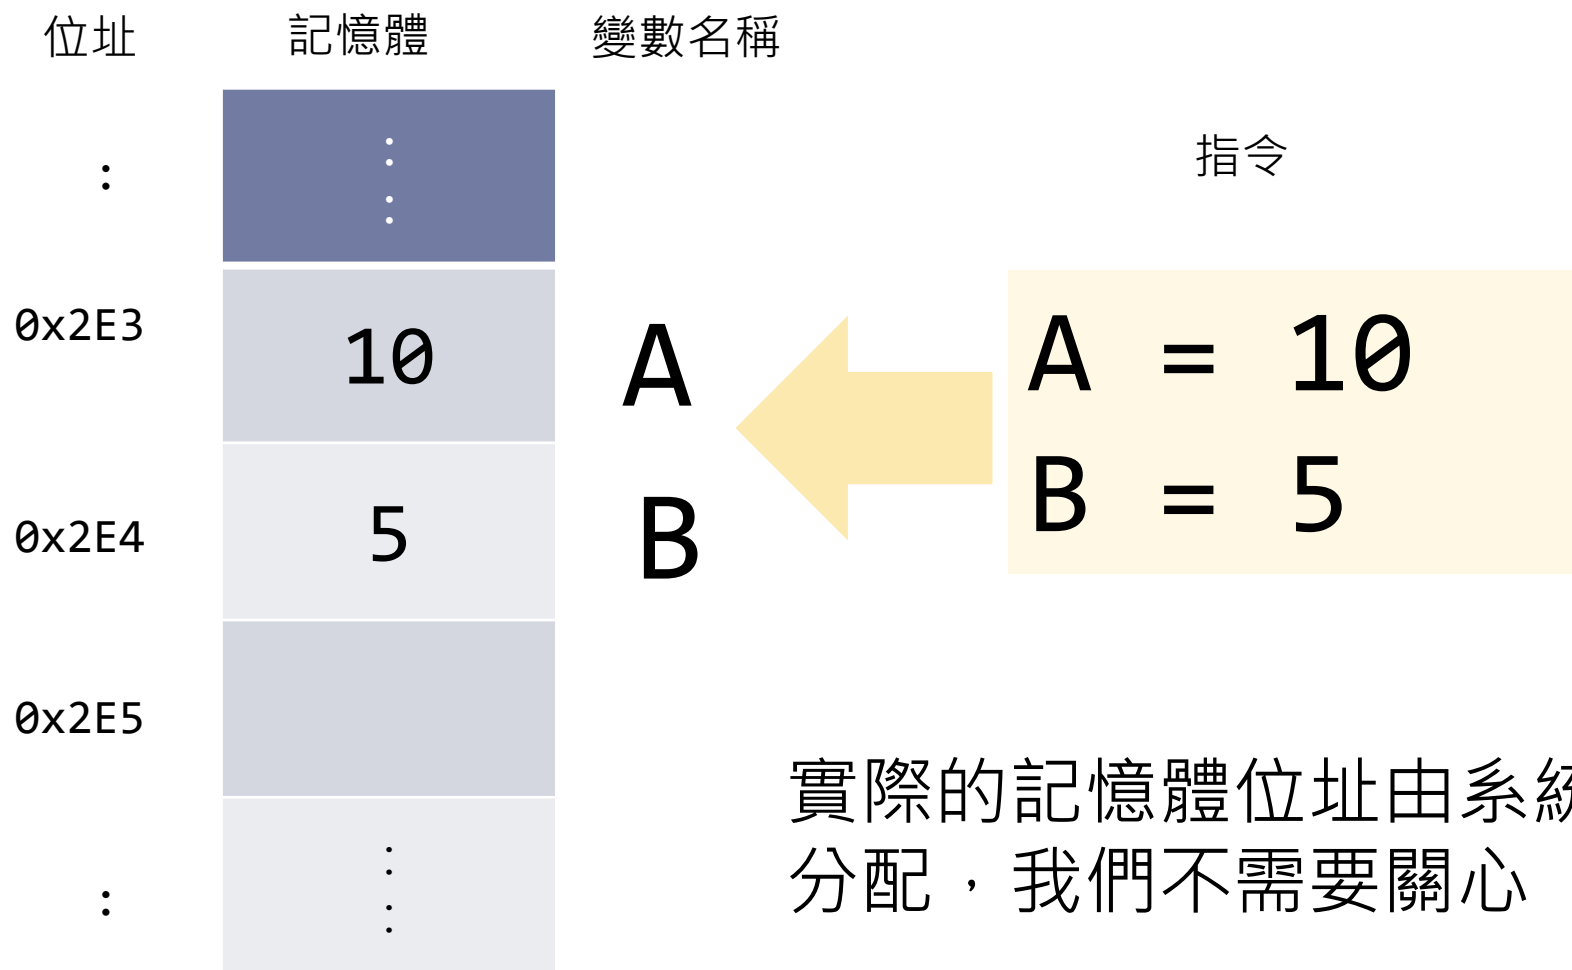 位址 記憶體 變數名稱
:
:
:
指令
0x2E3 10 A A = 10
0x2E4 5 B B = 5
0x2E5
實際的記憶體位址由系統
分配，我們不需要關心
:
:
: